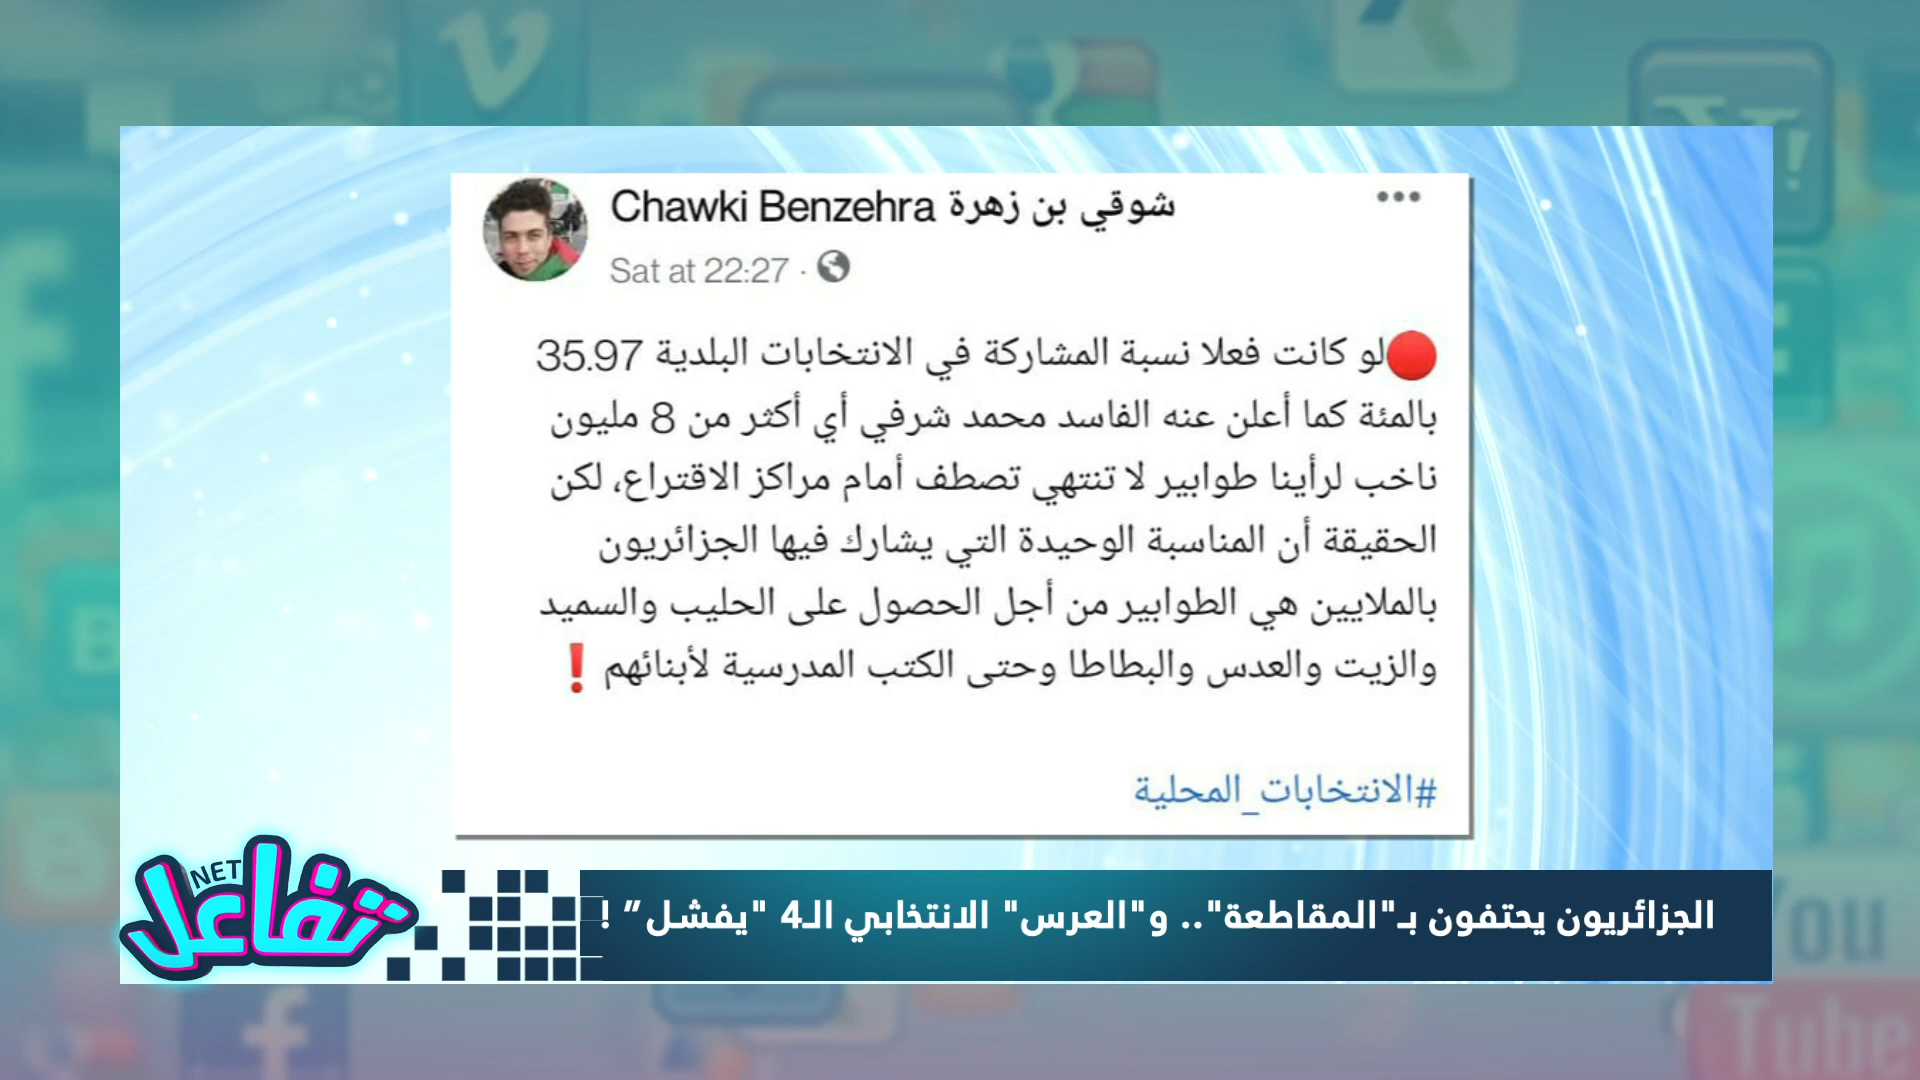 شوقي بن زهرة Chawki Benzehra
Sat at 22:27 ·
🔴لو كانت فعلا نسبة المشاركة في الانتخابات البلدية 35.97
بالمئة كما أعلن عنه الفاسد محمد شرفي أي أكثر من 8 مليون
ناخب لرأينا طوابير لا تنتهي تصطف أمام مراكز الاقتراع، لكن
الحقيقة أن المناسبة الوحيدة التي يشارك فيها الجزائريون
بالملايين هي الطوابير من أجل الحصول على الحليب والسميد
والزيت والعدس والبطاطا وحتى الكتب المدرسية لأبنائهم❗
#الانتخابات_المحلية
NET
تفاعل
الجزائريون يحتفون بـ"المقاطعة".. و"العرس" الانتخابي الـ4 "يفشل" !
You
Tube